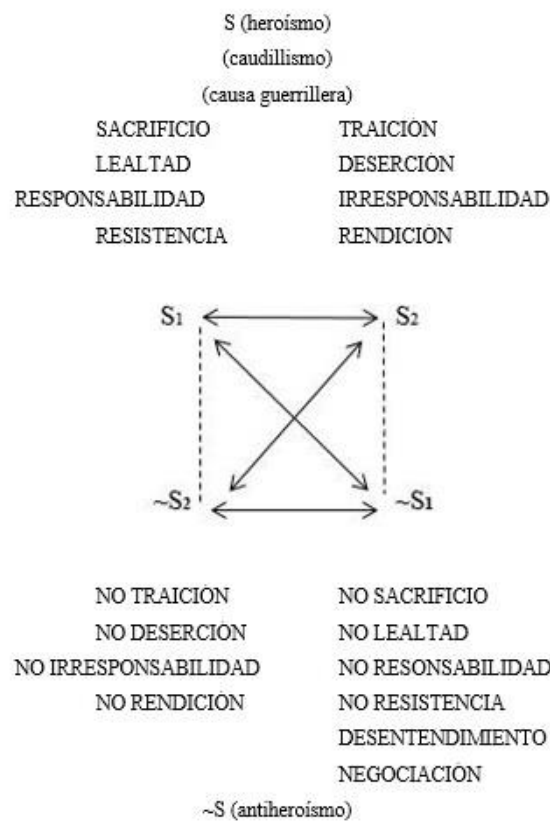 S (heroísmo)
(caudillismo)
(causa guerrillera)
SACRIFICIO TRAICIÓN
LEALTAD DESERCIÓN
RESPONSABILIDAD IRRESPONSABILIDAD
RESISTENCIA RENDICIÓN
S1 S2
~S2 ~S1
NO TRAICIÓN NO SACRIFICIO
NO DESERCIÓN NO LEALTAD
NO IRRESPONSABILIDAD NO RESONSABILIDAD
NO RENDICIÓN NO RESISTENCIA
DESENTENDIMIENTO
NEGOCIACIÓN
~S (antiheroísmo)